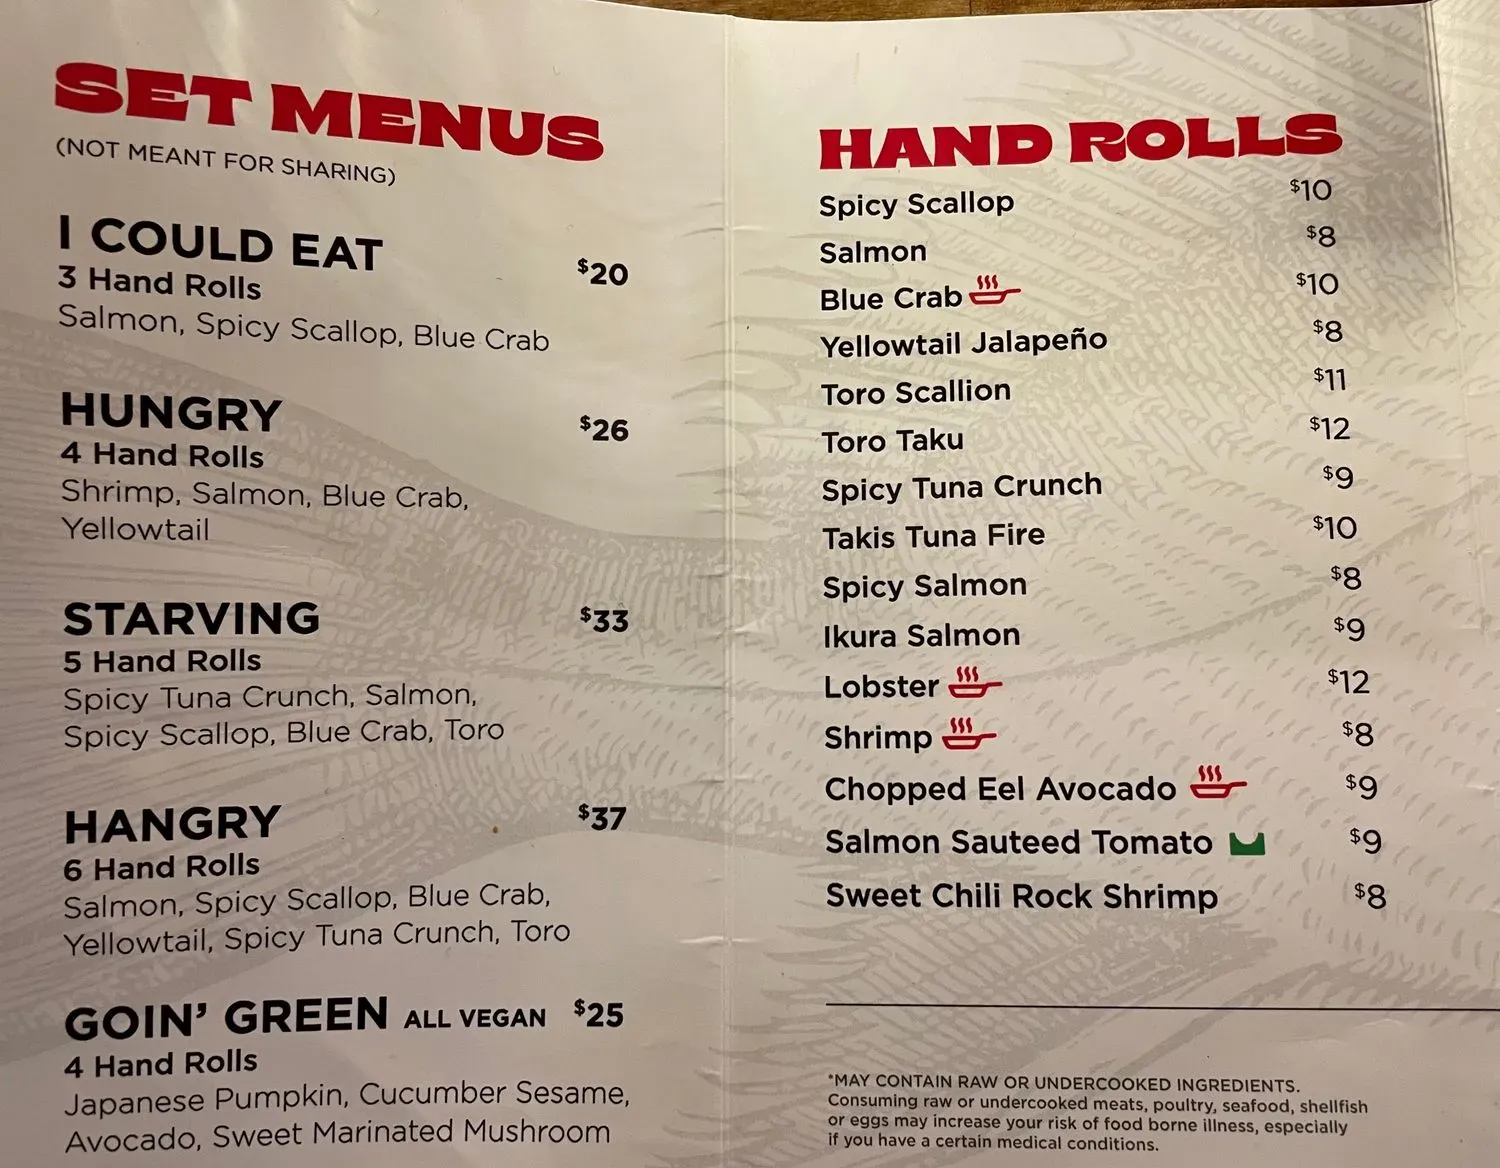 SET MENUS
(NOT MEANT FOR SHARING)
I COULD EAT $20
3 Hand Rolls
Salmon, Spicy Scallop, Blue Crab
HUNGRY $26
4 Hand Rolls
Shrimp, Salmon, Blue Crab,
Yellowtail
STARVING $33
5 Hand Rolls
Spicy Tuna Crunch, Salmon,
Spicy Scallop, Blue Crab, Toro
HANGRY $37
6 Hand Rolls
Salmon, Spicy Scallop, Blue Crab,
Yellowtail, Spicy Tuna Crunch, Toro
GOIN' GREEN ALL VEGAN $25
4 Hand Rolls
Japanese Pumpkin, Cucumber Sesame,
Avocado, Sweet Marinated Mushroom
HAND ROLLS
Spicy Scallop $10
Salmon $8
Blue Crab $10
Yellowtail Jalapeño $8
Toro Scallion $11
Toro Taku $12
Spicy Tuna Crunch $9
Takis Tuna Fire $10
Spicy Salmon $8
Ikura Salmon $9
Lobster $12
Shrimp $8
Chopped Eel Avocado $9
Salmon Sauteed Tomato $9
Sweet Chili Rock Shrimp $8
*MAY CONTAIN RAW OR UNDERCOOKED INGREDIENTS.
Consuming raw or undercooked meats, poultry, seafood, shellfish
or eggs may increase your risk of food borne illness, especially
if you have a certain medical conditions.